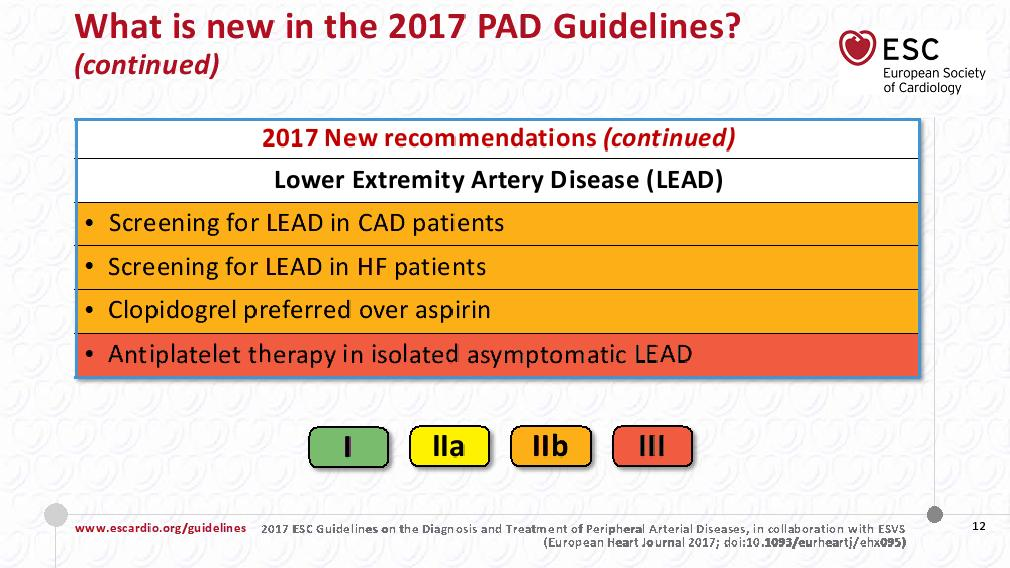 What is new in the 2017 PAD Guidelines?
(continued)
ESC
European Society
of Cardiology
2017 New recommendations (continued)
Lower Extremity Artery Disease (LEAD)
• Screening for LEAD in CAD patients
• Screening for LEAD in HF patients
• Clopidogrel preferred over aspirin
• Antiplatelet therapy in isolated asymptomatic LEAD
I IIa IIb III
www.escardio.org/guidelines 2017 ESC Guidelines on the Diagnosis and Treatment of Peripheral Arterial Diseases, in collaboration with ESVS
(European Heart Journal 2017; doi:10.1093/eurheartj/ehx095)
12